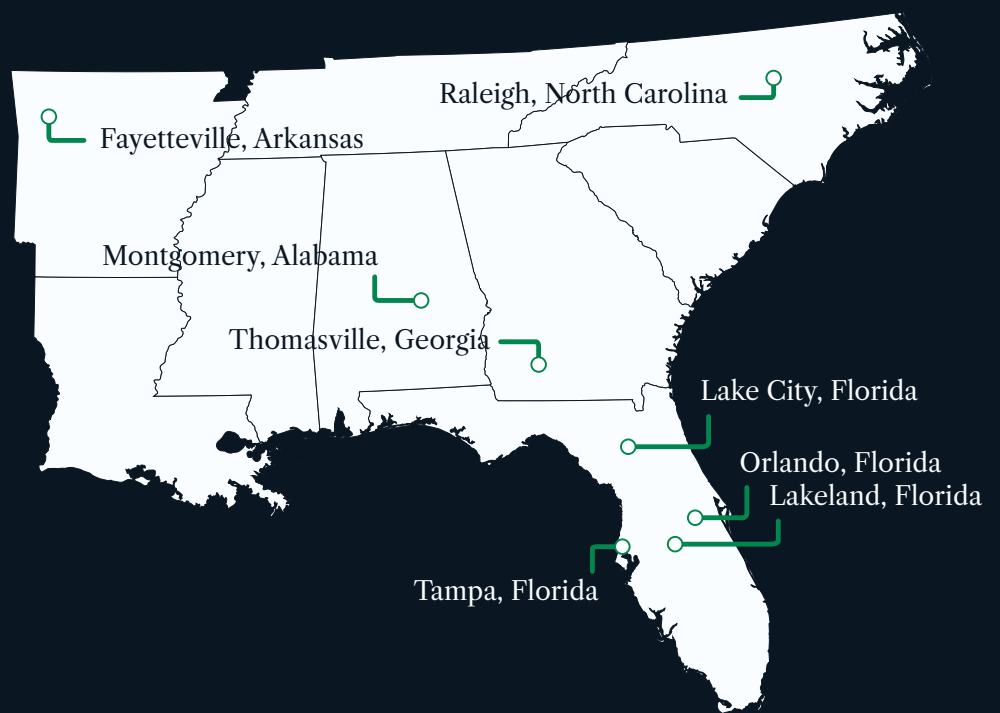 Raleigh, North Carolina
Fayetteville, Arkansas
Montgomery, Alabama
Thomasville, Georgia
Lake City, Florida
Orlando, Florida
Lakeland, Florida
Tampa, Florida